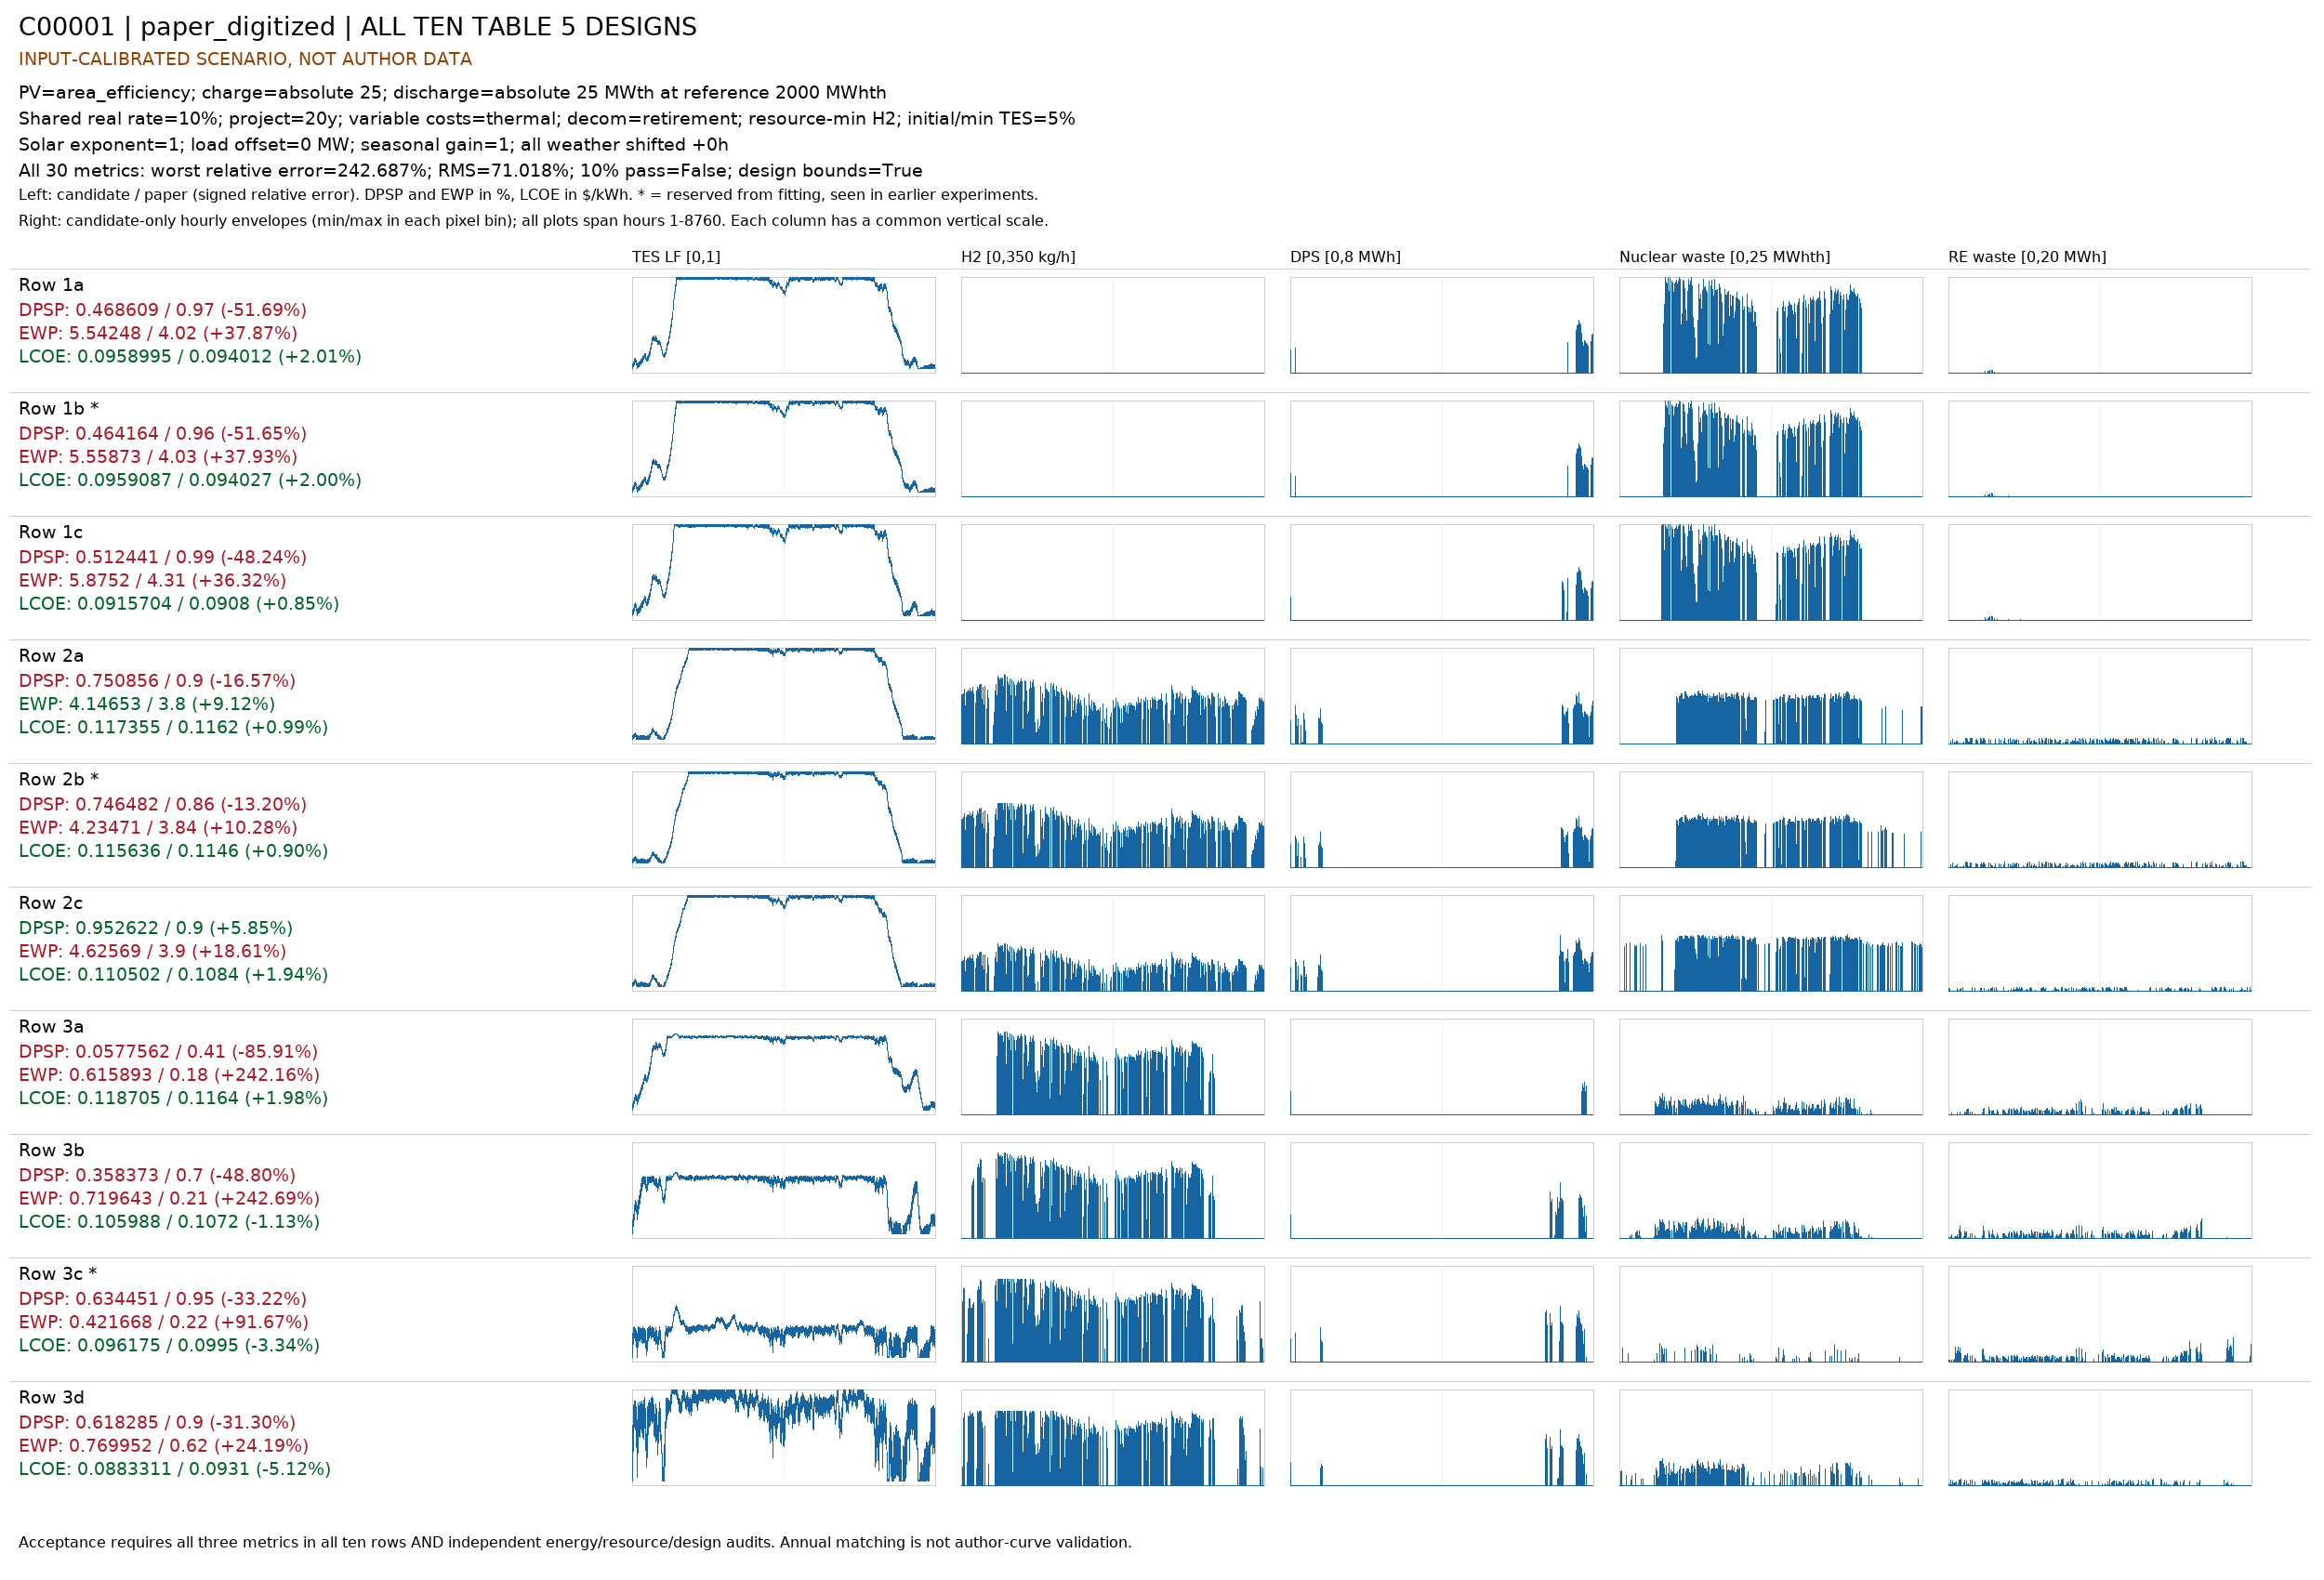 C00001 | paper_digitized | ALL TEN TABLE 5 DESIGNS
INPUT-CALIBRATED SCENARIO, NOT AUTHOR DATA
PV=area_efficiency; charge=absolute 25; discharge=absolute 25 MWth at reference 2000 MWhth
Shared real rate=10%; project=20y; variable costs=thermal; decom=retirement; resource-min H2; initial/min TES=5%
Solar exponent=1; load offset=0 MW; seasonal gain=1; all weather shifted +0h
All 30 metrics: worst relative error=242.687%; RMS=71.018%; 10% pass=False; design bounds=True
Left: candidate / paper (signed relative error). DPSP and EWP in %, LCOE in $/kWh. * = reserved from fitting, seen in earlier experiments.
Right: candidate-only hourly envelopes (min/max in each pixel bin); all plots span hours 1-8760. Each column has a common vertical scale.
TES LF [0,1] H2 [0,350 kg/h] DPS [0,8 MWh] Nuclear waste [0,25 MWhth] RE waste [0,20 MWh]
Row 1a
DPSP: 0.468609 / 0.97 (-51.69%)
EWP: 5.54248 / 4.02 (+37.87%)
LCOE: 0.0958995 / 0.094012 (+2.01%)
Row 1b *
DPSP: 0.464164 / 0.96 (-51.65%)
EWP: 5.55873 / 4.03 (+37.93%)
LCOE: 0.0959087 / 0.094027 (+2.00%)
Row 1c
DPSP: 0.512441 / 0.99 (-48.24%)
EWP: 5.8752 / 4.31 (+36.32%)
LCOE: 0.0915704 / 0.0908 (+0.85%)
Row 2a
DPSP: 0.750856 / 0.9 (-16.57%)
EWP: 4.14653 / 3.8 (+9.12%)
LCOE: 0.117355 / 0.1162 (+0.99%)
Row 2b *
DPSP: 0.746482 / 0.86 (-13.20%)
EWP: 4.23471 / 3.84 (+10.28%)
LCOE: 0.115636 / 0.1146 (+0.90%)
Row 2c
DPSP: 0.952622 / 0.9 (+5.85%)
EWP: 4.62569 / 3.9 (+18.61%)
LCOE: 0.110502 / 0.1084 (+1.94%)
Row 3a
DPSP: 0.0577562 / 0.41 (-85.91%)
EWP: 0.615893 / 0.18 (+242.16%)
LCOE: 0.118705 / 0.1164 (+1.98%)
Row 3b
DPSP: 0.358373 / 0.7 (-48.80%)
EWP: 0.719643 / 0.21 (+242.69%)
LCOE: 0.105988 / 0.1072 (-1.13%)
Row 3c *
DPSP: 0.634451 / 0.95 (-33.22%)
EWP: 0.421668 / 0.22 (+91.67%)
LCOE: 0.096175 / 0.0995 (-3.34%)
Row 3d
DPSP: 0.618285 / 0.9 (-31.30%)
EWP: 0.769952 / 0.62 (+24.19%)
LCOE: 0.0883311 / 0.0931 (-5.12%)
Acceptance requires all three metrics in all ten rows AND independent energy/resource/design audits. Annual matching is not author-curve validation.